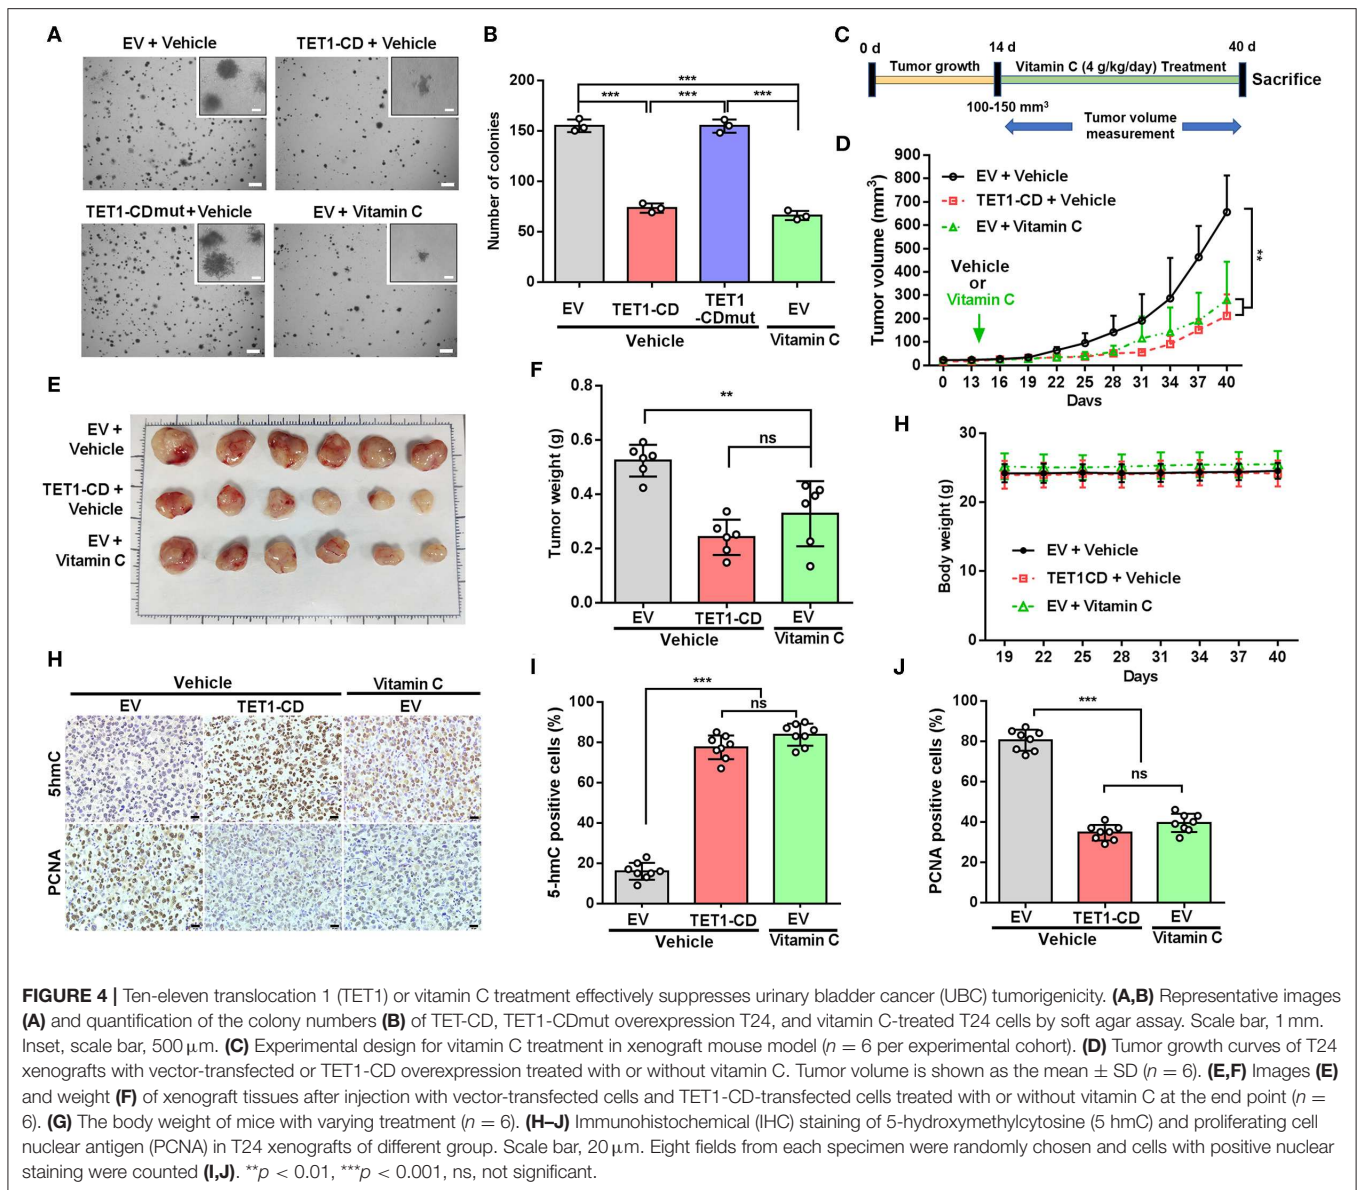 A
EV + Vehicle
TET1-CD + Vehicle
TET1-CDmut + Vehicle
EV + Vitamin C
B
Number of colonies
200
150
100
50
0
***
***
***
***
EV
TET1-CD
TET1
-CDmut
EV
Vehicle
Vitamin C
C
0 d
14 d
40 d
Tumor growth
Vitamin C (4 g/kg/day) Treatment
Sacrifice
100-150 mm³
Tumor volume
measurement
D
Tumor volume (mm³)
900
800
700
600
500
400
300
200
100
0
EV + Vehicle
TET1-CD + Vehicle
EV + Vitamin C
Vehicle
or
Vitamin C
**
0 13 16 19 22 25 28 31 34 37 40
Days
E
EV +
Vehicle
TET1-CD +
Vehicle
EV +
Vitamin C
F
Tumor weight (g)
0.8
0.6
0.4
0.2
0.0
**
ns
EV
TET1-CD
EV
Vehicle
Vitamin C
H
Body weight (g)
30
20
10
0
EV + Vehicle
TET1CD + Vehicle
EV + Vitamin C
19 22 25 28 31 34 37 40
Days
H
Vehicle
Vitamin C
EV
TET1-CD
EV
5hmC
PCNA
I
5-hmC positive cells (%)
100
80
60
40
20
0
***
ns
EV
TET1-CD
EV
Vehicle
Vitamin C
J
PCNA positive cells (%)
100
80
60
40
20
0
***
ns
EV
TET1-CD
EV
Vehicle
Vitamin C
FIGURE 4 | Ten-eleven translocation 1 (TET1) or vitamin C treatment effectively suppresses urinary bladder cancer (UBC) tumorigenicity. (A,B) Representative images
(A) and quantification of the colony numbers (B) of TET-CD, TET1-CDmut overexpression T24, and vitamin C-treated T24 cells by soft agar assay. Scale bar, 1 mm.
Inset, scale bar, 500 μm. (C) Experimental design for vitamin C treatment in xenograft mouse model (n = 6 per experimental cohort). (D) Tumor growth curves of T24
xenografts with vector-transfected or TET1-CD overexpression treated with or without vitamin C. Tumor volume is shown as the mean ± SD (n = 6). (E,F) Images (E)
and weight (F) of xenograft tissues after injection with vector-transfected cells and TET1-CD-transfected cells treated with or without vitamin C at the end point (n =
6). (G) The body weight of mice with varying treatment (n = 6). (H–J) Immunohistochemical (IHC) staining of 5-hydroxymethylcytosine (5 hmC) and proliferating cell
nuclear antigen (PCNA) in T24 xenografts of different group. Scale bar, 20 μm. Eight fields from each specimen were randomly chosen and cells with positive nuclear
staining were counted (I,J). **p < 0.01, ***p < 0.001, ns, not significant.